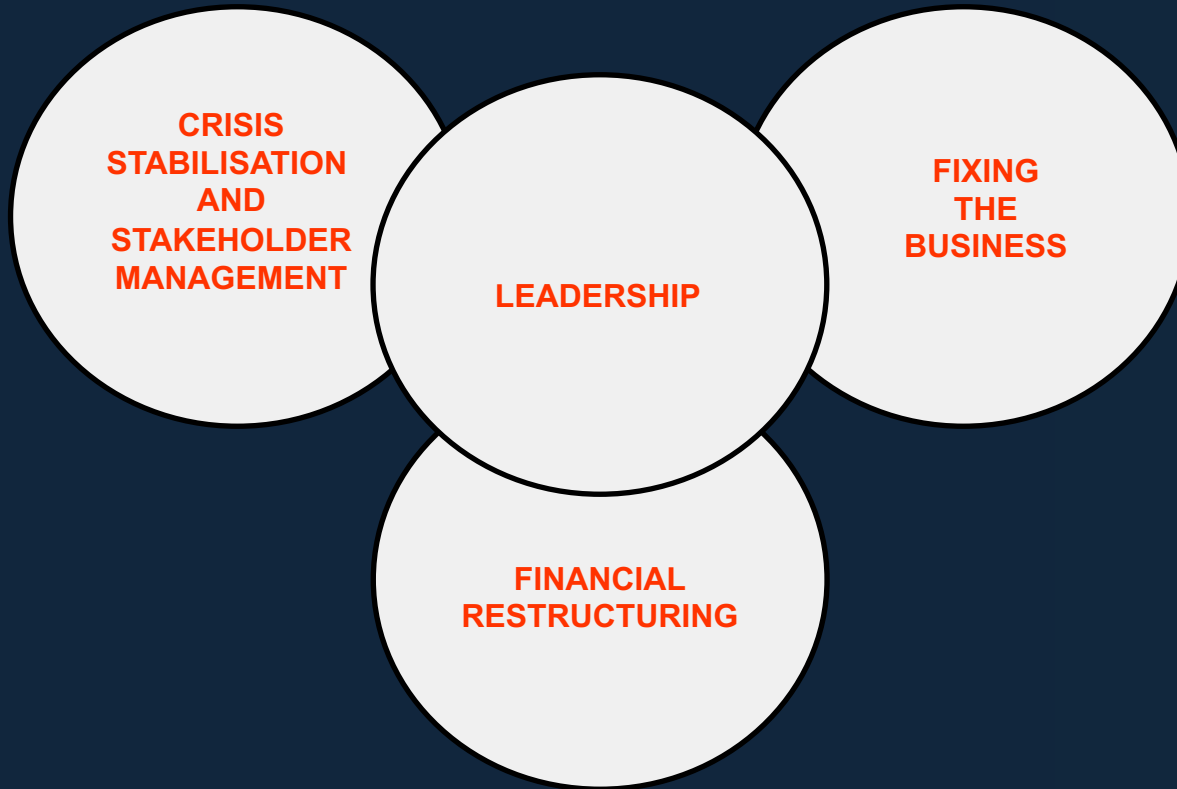 CRISIS
STABILISATION
AND
STAKEHOLDER
MANAGEMENT
LEADERSHIP
FIXING
THE
BUSINESS
FINANCIAL
RESTRUCTURING